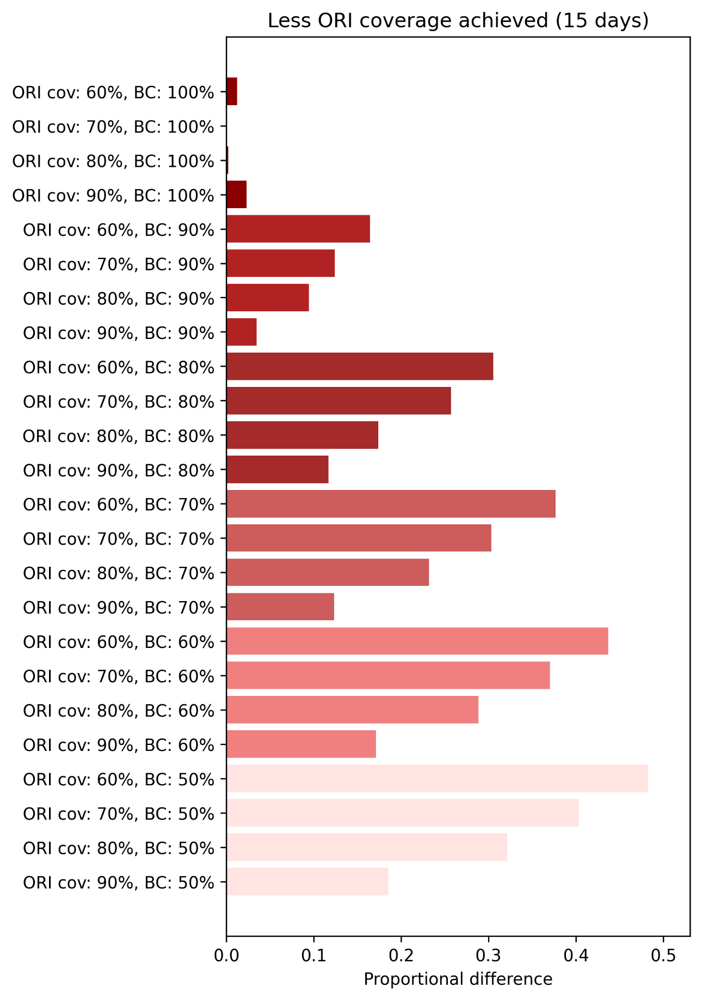 Less ORI coverage achieved (15 days)
ORI cov: 60%, BC: 100%
ORI cov: 70%, BC: 100%
ORI cov: 80%, BC: 100%
ORI cov: 90%, BC: 100%
ORI cov: 60%, BC: 90%
ORI cov: 70%, BC: 90%
ORI cov: 80%, BC: 90%
ORI cov: 90%, BC: 90%
ORI cov: 60%, BC: 80%
ORI cov: 70%, BC: 80%
ORI cov: 80%, BC: 80%
ORI cov: 90%, BC: 80%
ORI cov: 60%, BC: 70%
ORI cov: 70%, BC: 70%
ORI cov: 80%, BC: 70%
ORI cov: 90%, BC: 70%
ORI cov: 60%, BC: 60%
ORI cov: 70%, BC: 60%
ORI cov: 80%, BC: 60%
ORI cov: 90%, BC: 60%
ORI cov: 60%, BC: 50%
ORI cov: 70%, BC: 50%
ORI cov: 80%, BC: 50%
ORI cov: 90%, BC: 50%
0.0 0.1 0.2 0.3 0.4 0.5
Proportional difference